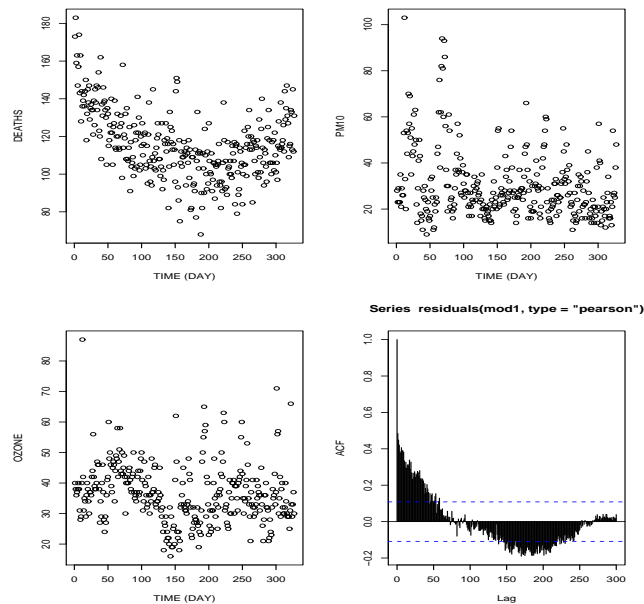 DEATHS
180
160
140
120
100
80
0 50 100 150 200 250 300
TIME (DAY)
PM10
100
80
60
40
20
0 50 100 150 200 250 300
TIME (DAY)
OZONE
80
70
60
50
40
30
20
0 50 100 150 200 250 300
TIME (DAY)
Series residuals(mod1, type = "pearson")
ACF
1.0
0.8
0.6
0.4
0.2
0.0
−0.2
0 50 100 150 200 250 300
Lag